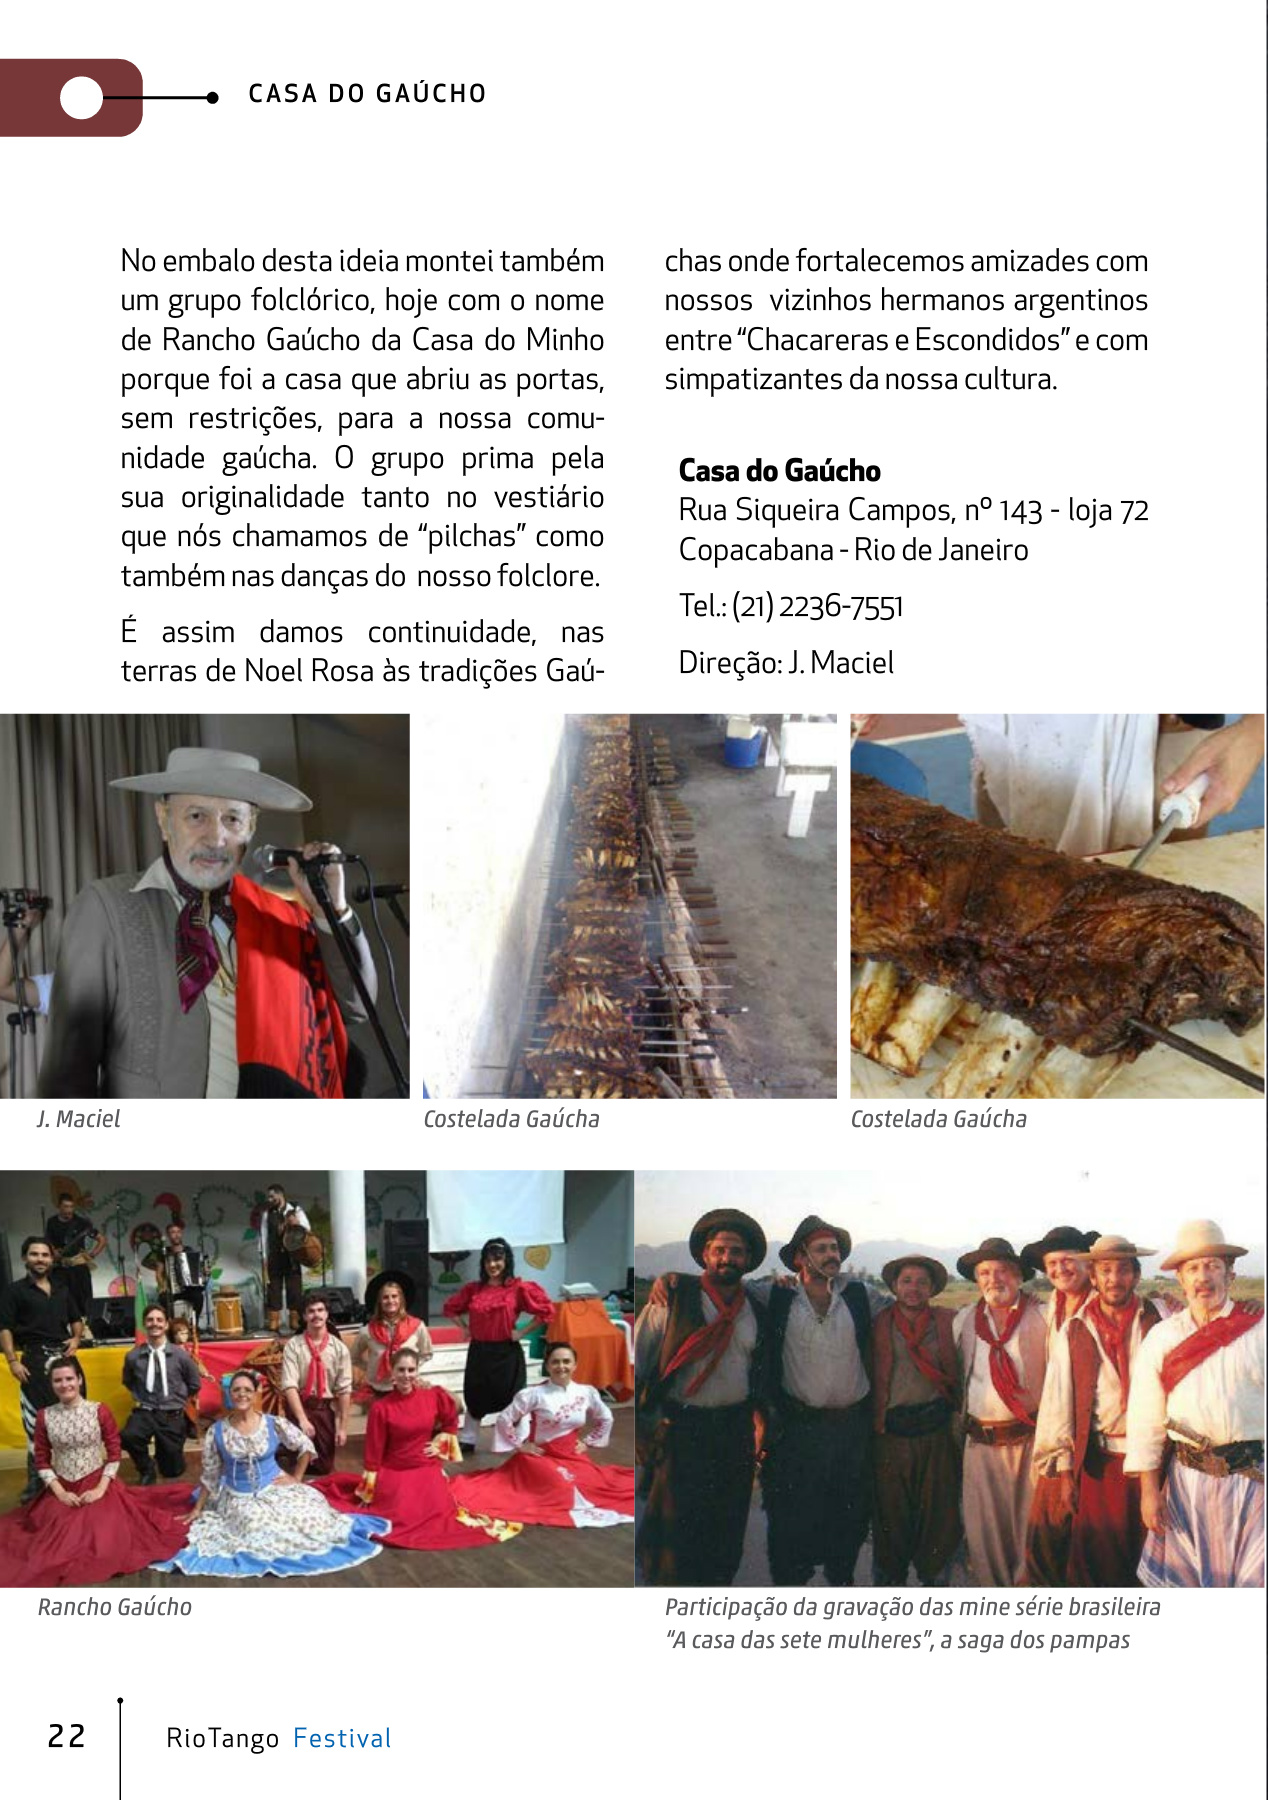 CASA DO GAÚCHO
No embalo desta ideia montei também
um grupo folclórico, hoje com o nome
de Rancho Gaúcho da Casa do Minho
porque foi a casa que abriu as portas,
sem restrições, para a nossa comu-
nidade gaúcha. O grupo prima pela
sua originalidade tanto no vestiário
que nós chamamos de “pilchas” como
também nas danças do nosso folclore.
É assim damos continuidade, nas
terras de Noel Rosa às tradições Gaú-
chas onde fortalecemos amizades com
nossos vizinhos hermanos argentinos
entre “Chacareras e Escondidos” e com
simpatizantes da nossa cultura.
Casa do Gaúcho
Rua Siqueira Campos, nº 143 - loja 72
Copacabana - Rio de Janeiro
Tel.: (21) 2236-7551
Direção: J. Maciel
J. Maciel
Costelada Gaúcha
Costelada Gaúcha
Rancho Gaúcho
Participação da gravação das mine série brasileira
“A casa das sete mulheres”, a saga dos pampas
22
RioTango Festival